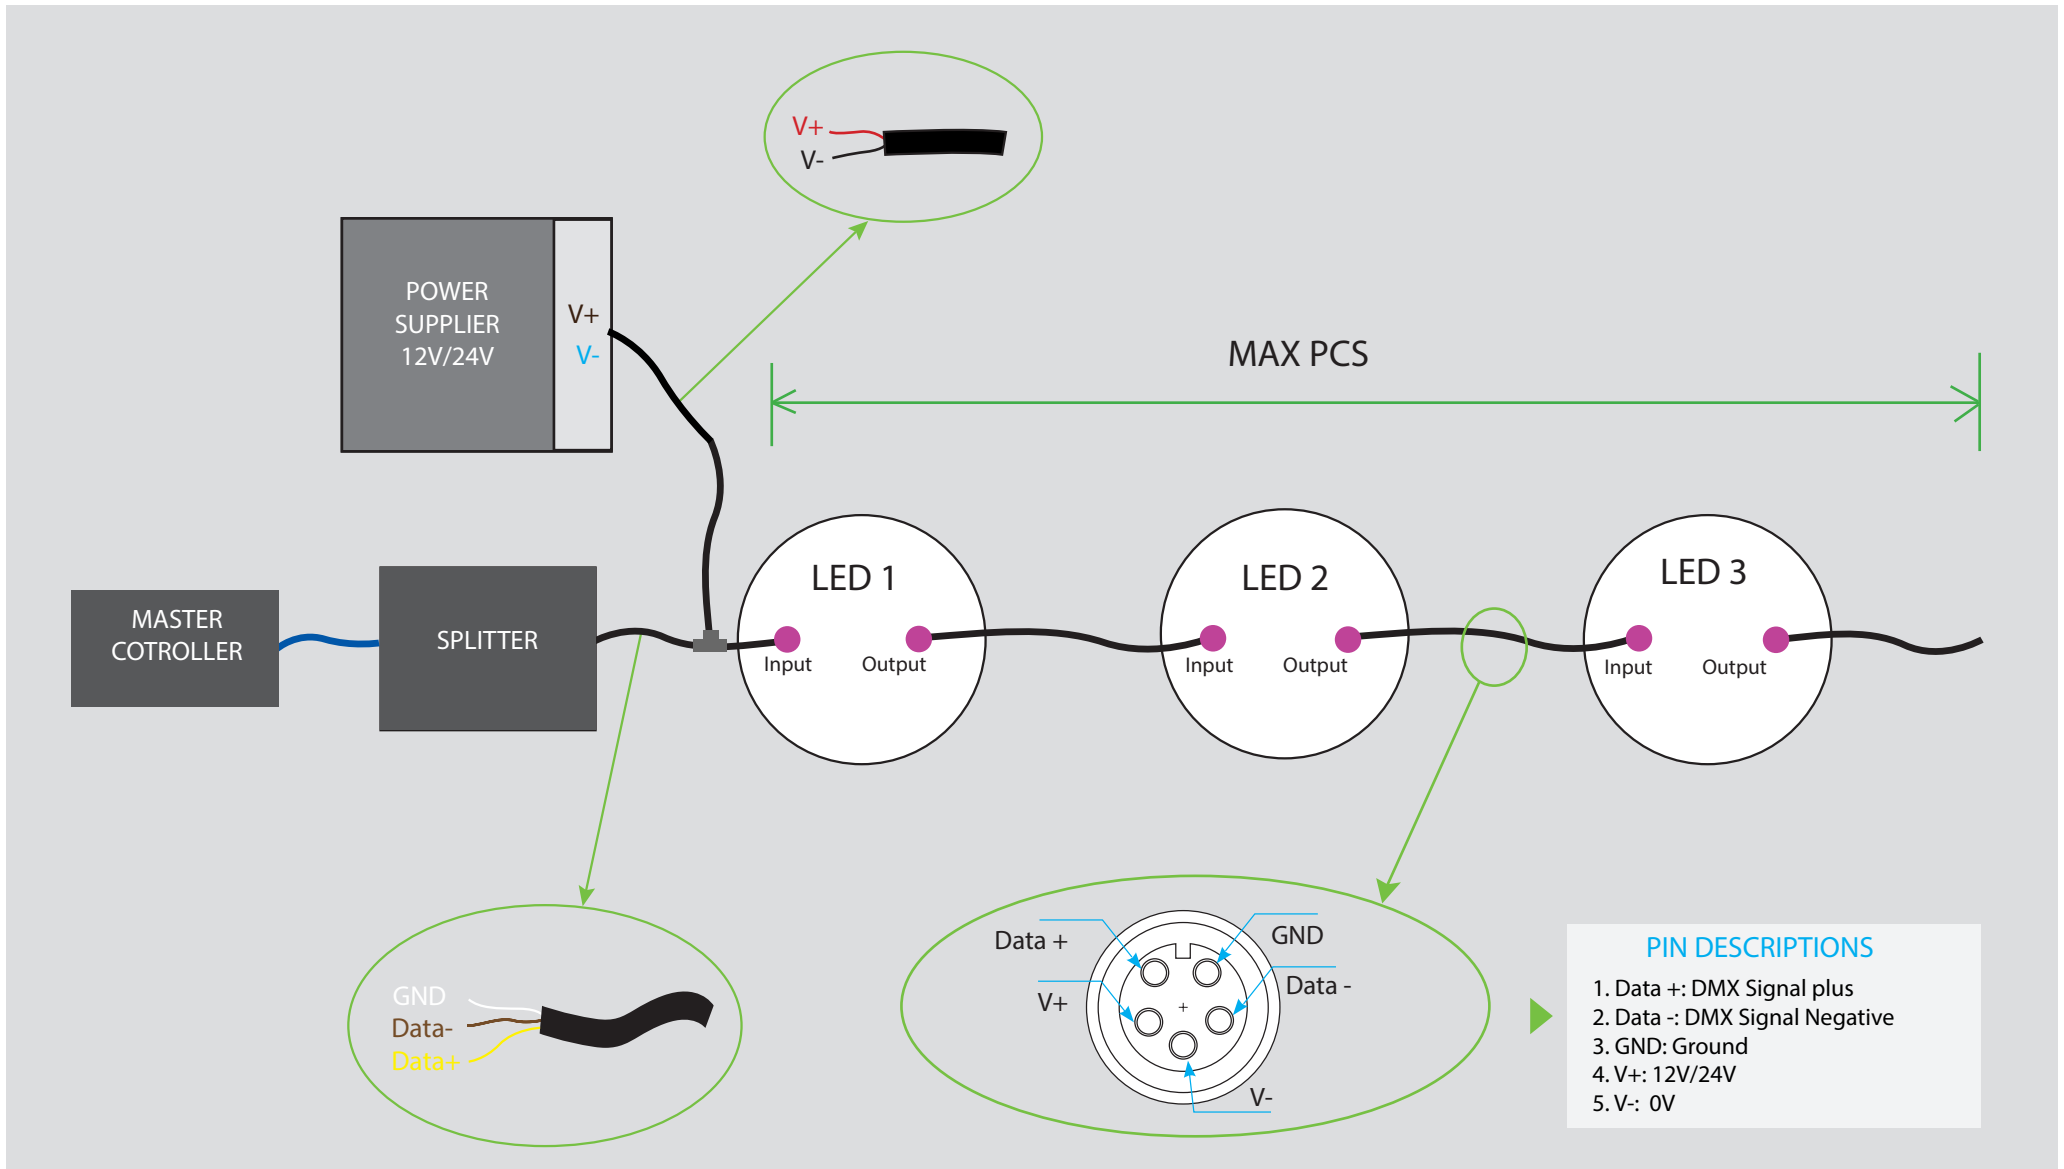 V+
V-
POWER
SUPPLIER
12V/24V
V+
V-
MAX PCS
MASTER
COTROLLER
SPLITTER
LED 1
Input
Output
LED 2
Input
Output
LED 3
Input
Output
GND
Data-
Data+
Data +
GND
V+
Data -
V-
PIN DESCRIPTIONS
1. Data +: DMX Signal plus
2. Data -: DMX Signal Negative
3. GND: Ground
4. V+: 12V/24V
5. V-: 0V